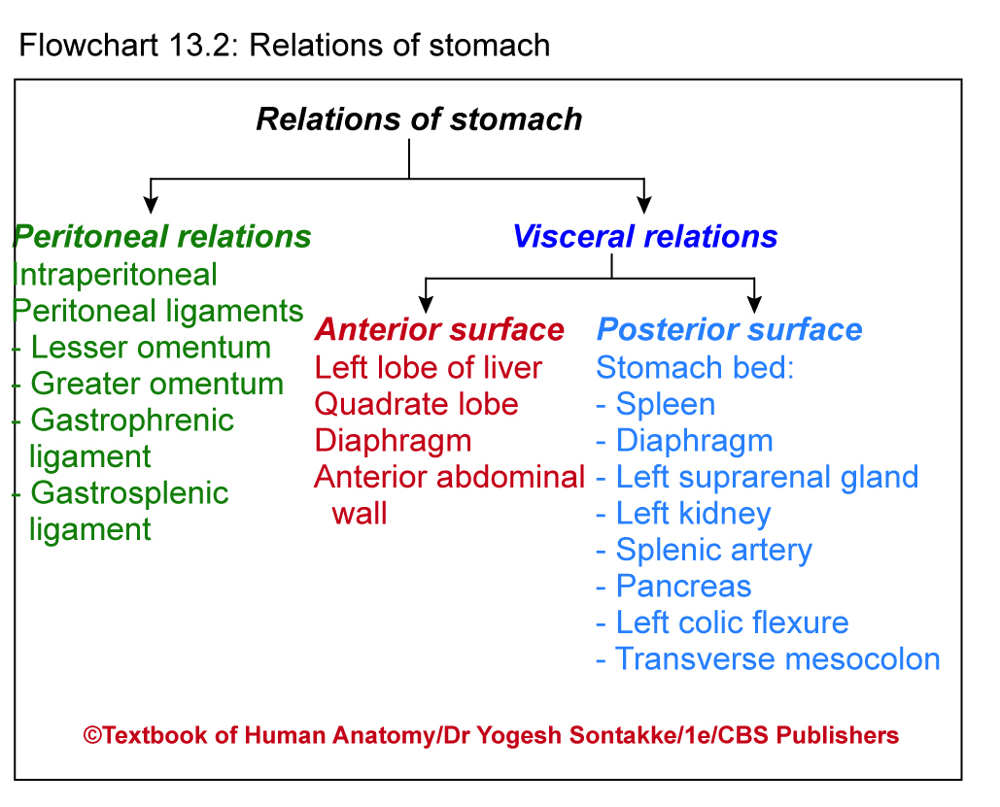 Flowchart 13.2: Relations of stomach
Relations of stomach
Peritoneal relations
Intraperitoneal
Peritoneal ligaments
- Lesser omentum
- Greater omentum
- Gastrophrenic
ligament
- Gastrosplenic
ligament
Visceral relations
Anterior surface
Left lobe of liver
Quadrate lobe
Diaphragm
Anterior abdominal
wall
Posterior surface
Stomach bed:
- Spleen
- Diaphragm
- Left suprarenal gland
- Left kidney
- Splenic artery
- Pancreas
- Left colic flexure
- Transverse mesocolon
©Textbook of Human Anatomy/Dr Yogesh Sontakke/1e/CBS Publishers